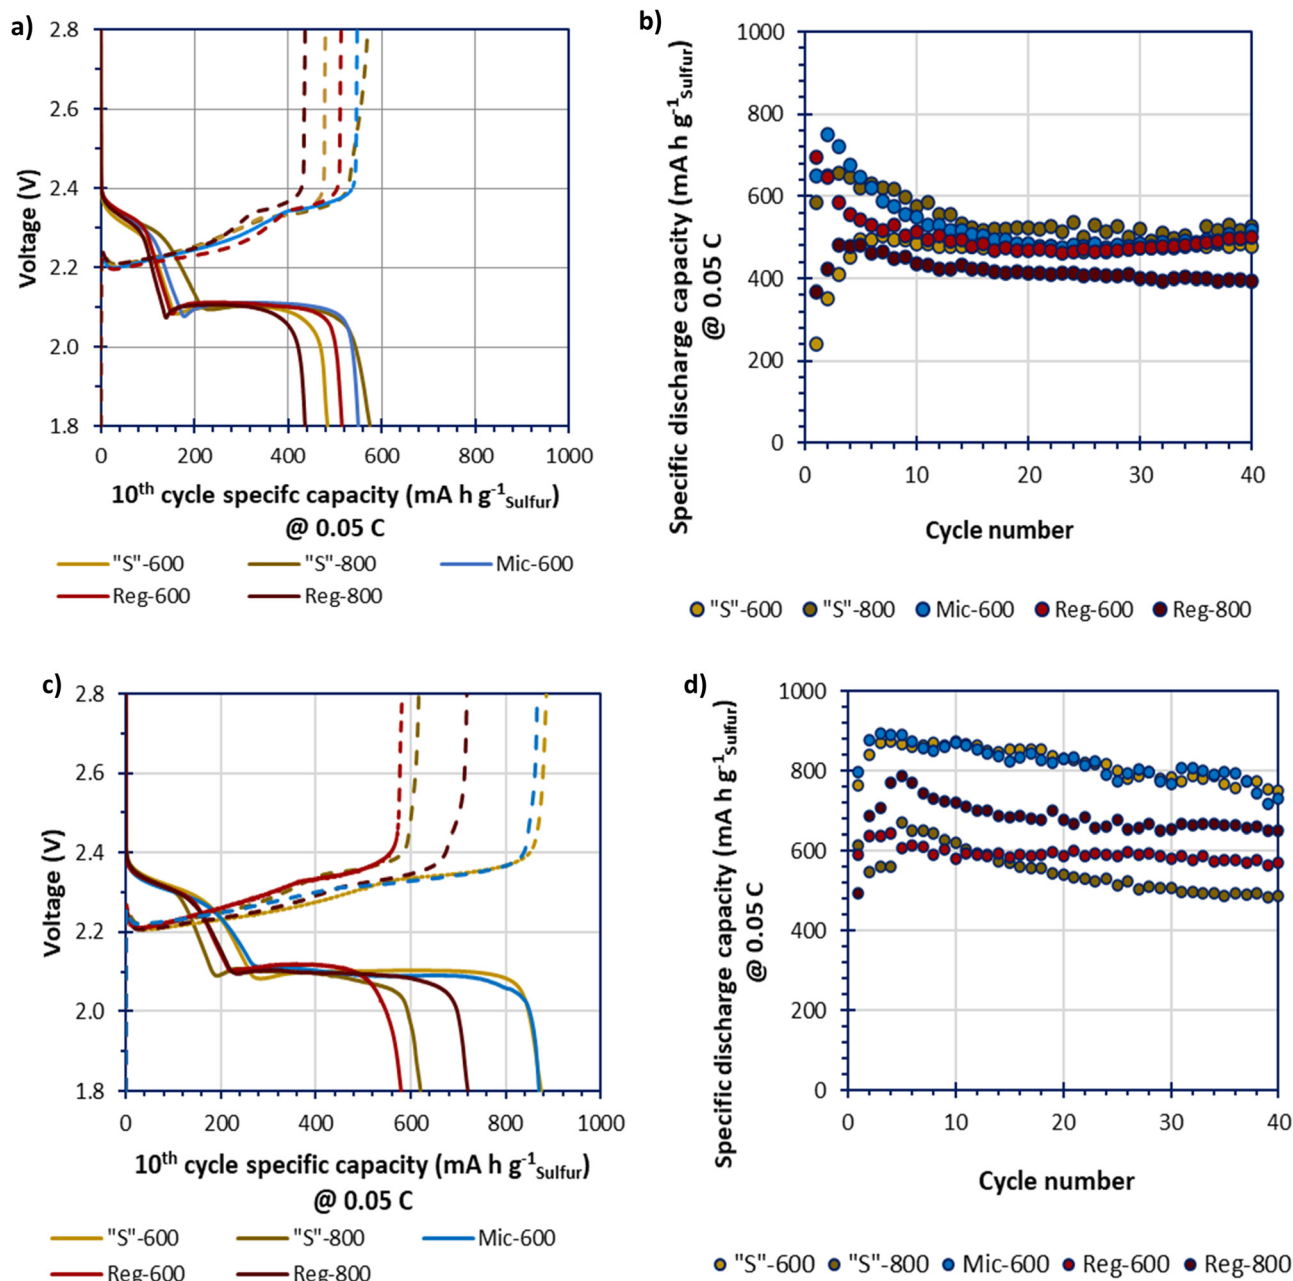 a)
2.8
2.6
2.4
2.2
2.0
1.8
Voltage (V)
0 200 400 600 800 1000
10th cycle specifc capacity (mA h g-1Sulfur)
@ 0.05 C
"S"-600 "S"-800 Mic-600
Reg-600 Reg-800
b)
1000
800
600
400
200
0
Specific discharge capacity (mA h g-1Sulfur)
@ 0.05 C
0 10 20 30 40
Cycle number
"S"-600 "S"-800 Mic-600 Reg-600 Reg-800
c)
2.8
2.6
2.4
2.2
2.0
1.8
Voltage (V)
0 200 400 600 800 1000
10th cycle specific capacity (mA h g-1Sulfur)
@ 0.05 C
"S"-600 "S"-800 Mic-600
Reg-600 Reg-800
d)
1000
800
600
400
200
0
Specific discharge capacity (mA h g-1Sulfur)
@ 0.05 C
0 10 20 30 40
Cycle number
"S"-600 "S"-800 Mic-600 Reg-600 Reg-800